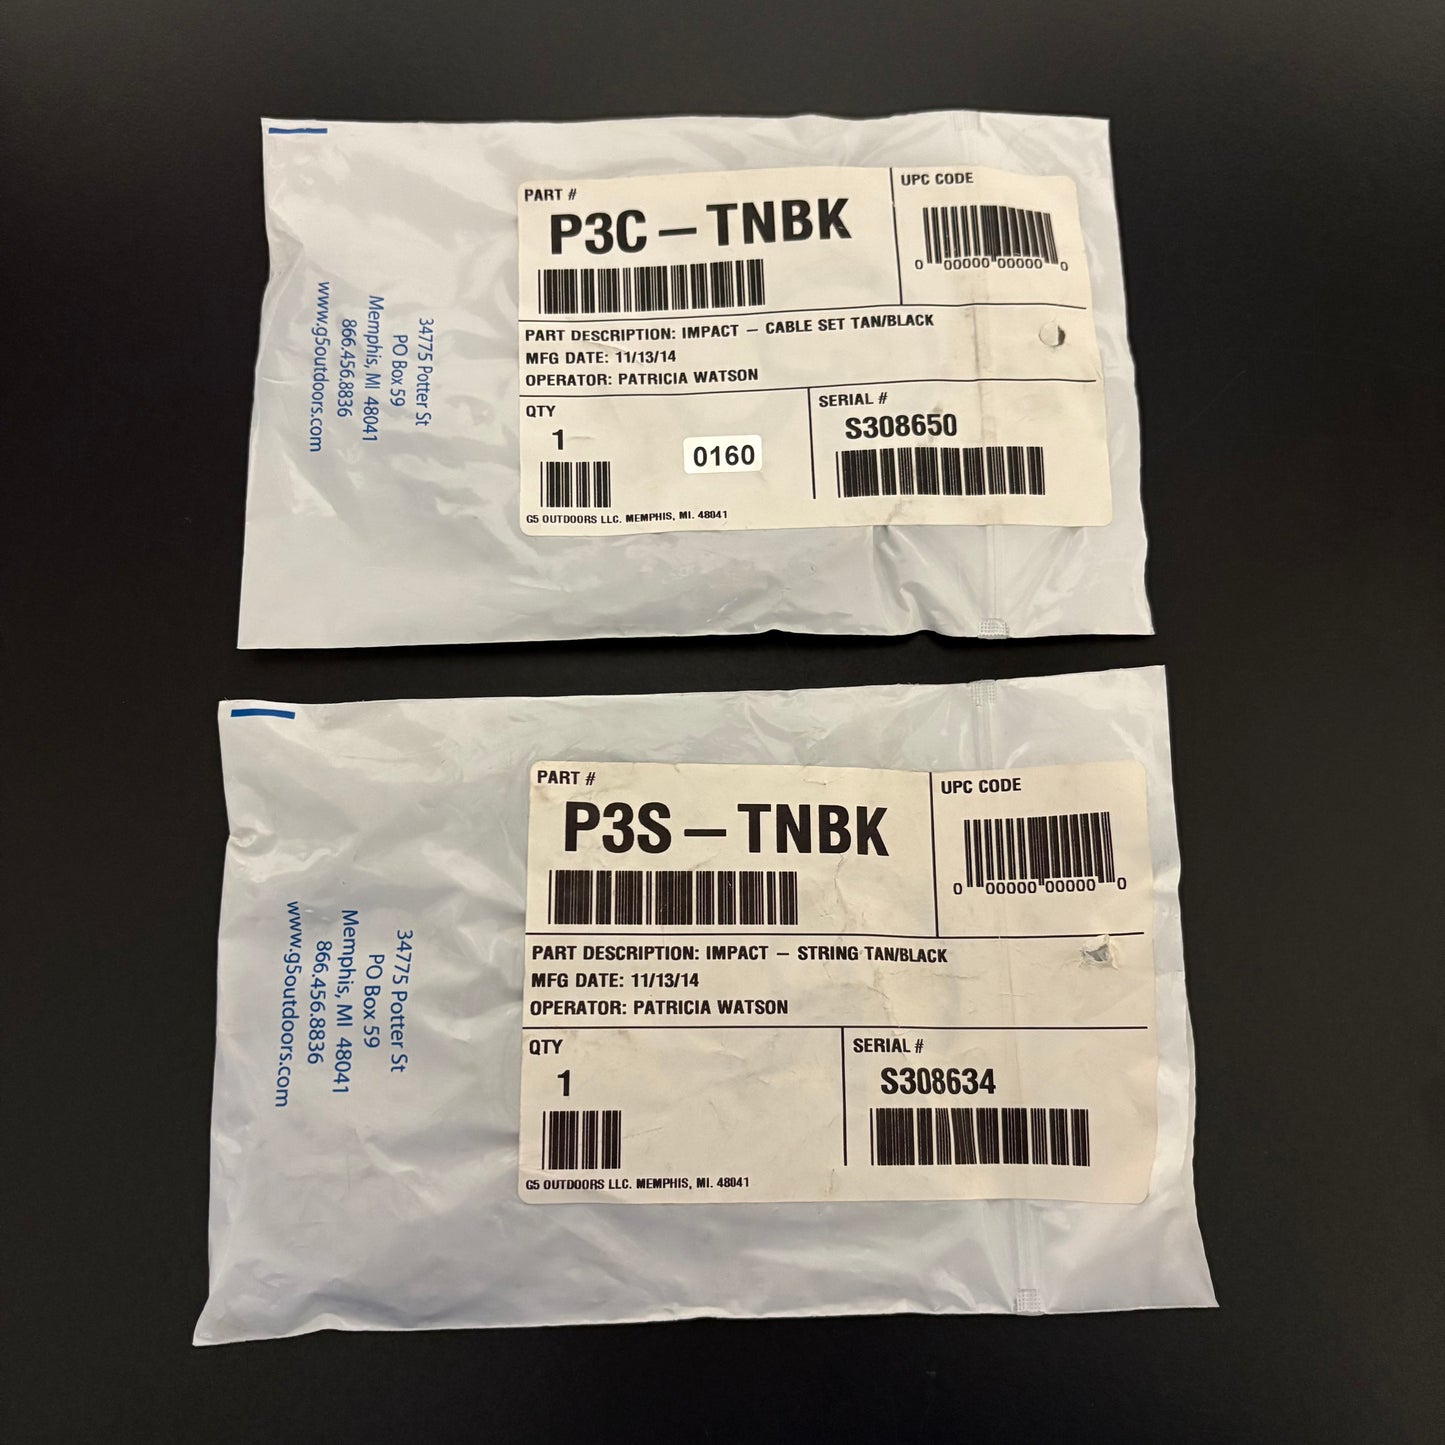 34775 Potter St
PO Box 59
Memphis, MI 48041
866.456.8836
www.g5outdoors.com
PART #
P3C – TNBK
UPC CODE
0 00000 00000 0
PART DESCRIPTION: IMPACT – CABLE SET TAN/BLACK
MFG DATE: 11/13/14
OPERATOR: PATRICIA WATSON
QTY
1
0160
SERIAL #
S308650
G5 OUTDOORS LLC. MEMPHIS, MI. 48041
34775 Potter St
PO Box 59
Memphis, MI 48041
866.456.8836
www.g5outdoors.com
PART #
P3S – TNBK
UPC CODE
0 00000 00000 0
PART DESCRIPTION: IMPACT – STRING TAN/BLACK
MFG DATE: 11/13/14
OPERATOR: PATRICIA WATSON
QTY
1
SERIAL #
S308634
G5 OUTDOORS LLC. MEMPHIS, MI. 48041